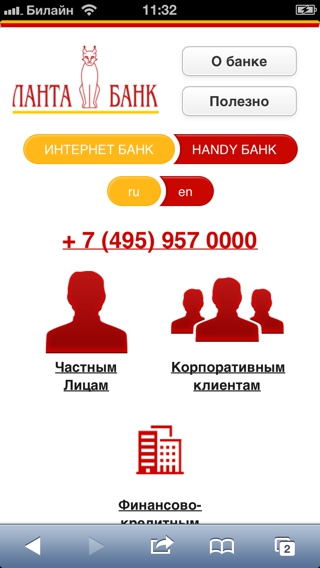 Билайн 11:32
ЛАНТА БАНК
О банке
Полезно
ИНТЕРНЕТ БАНК HANDY БАНК
ru en
+ 7 (495) 957 0000
Частным
Лицам
Корпоративным
клиентам
Финансово-
кредитным
2